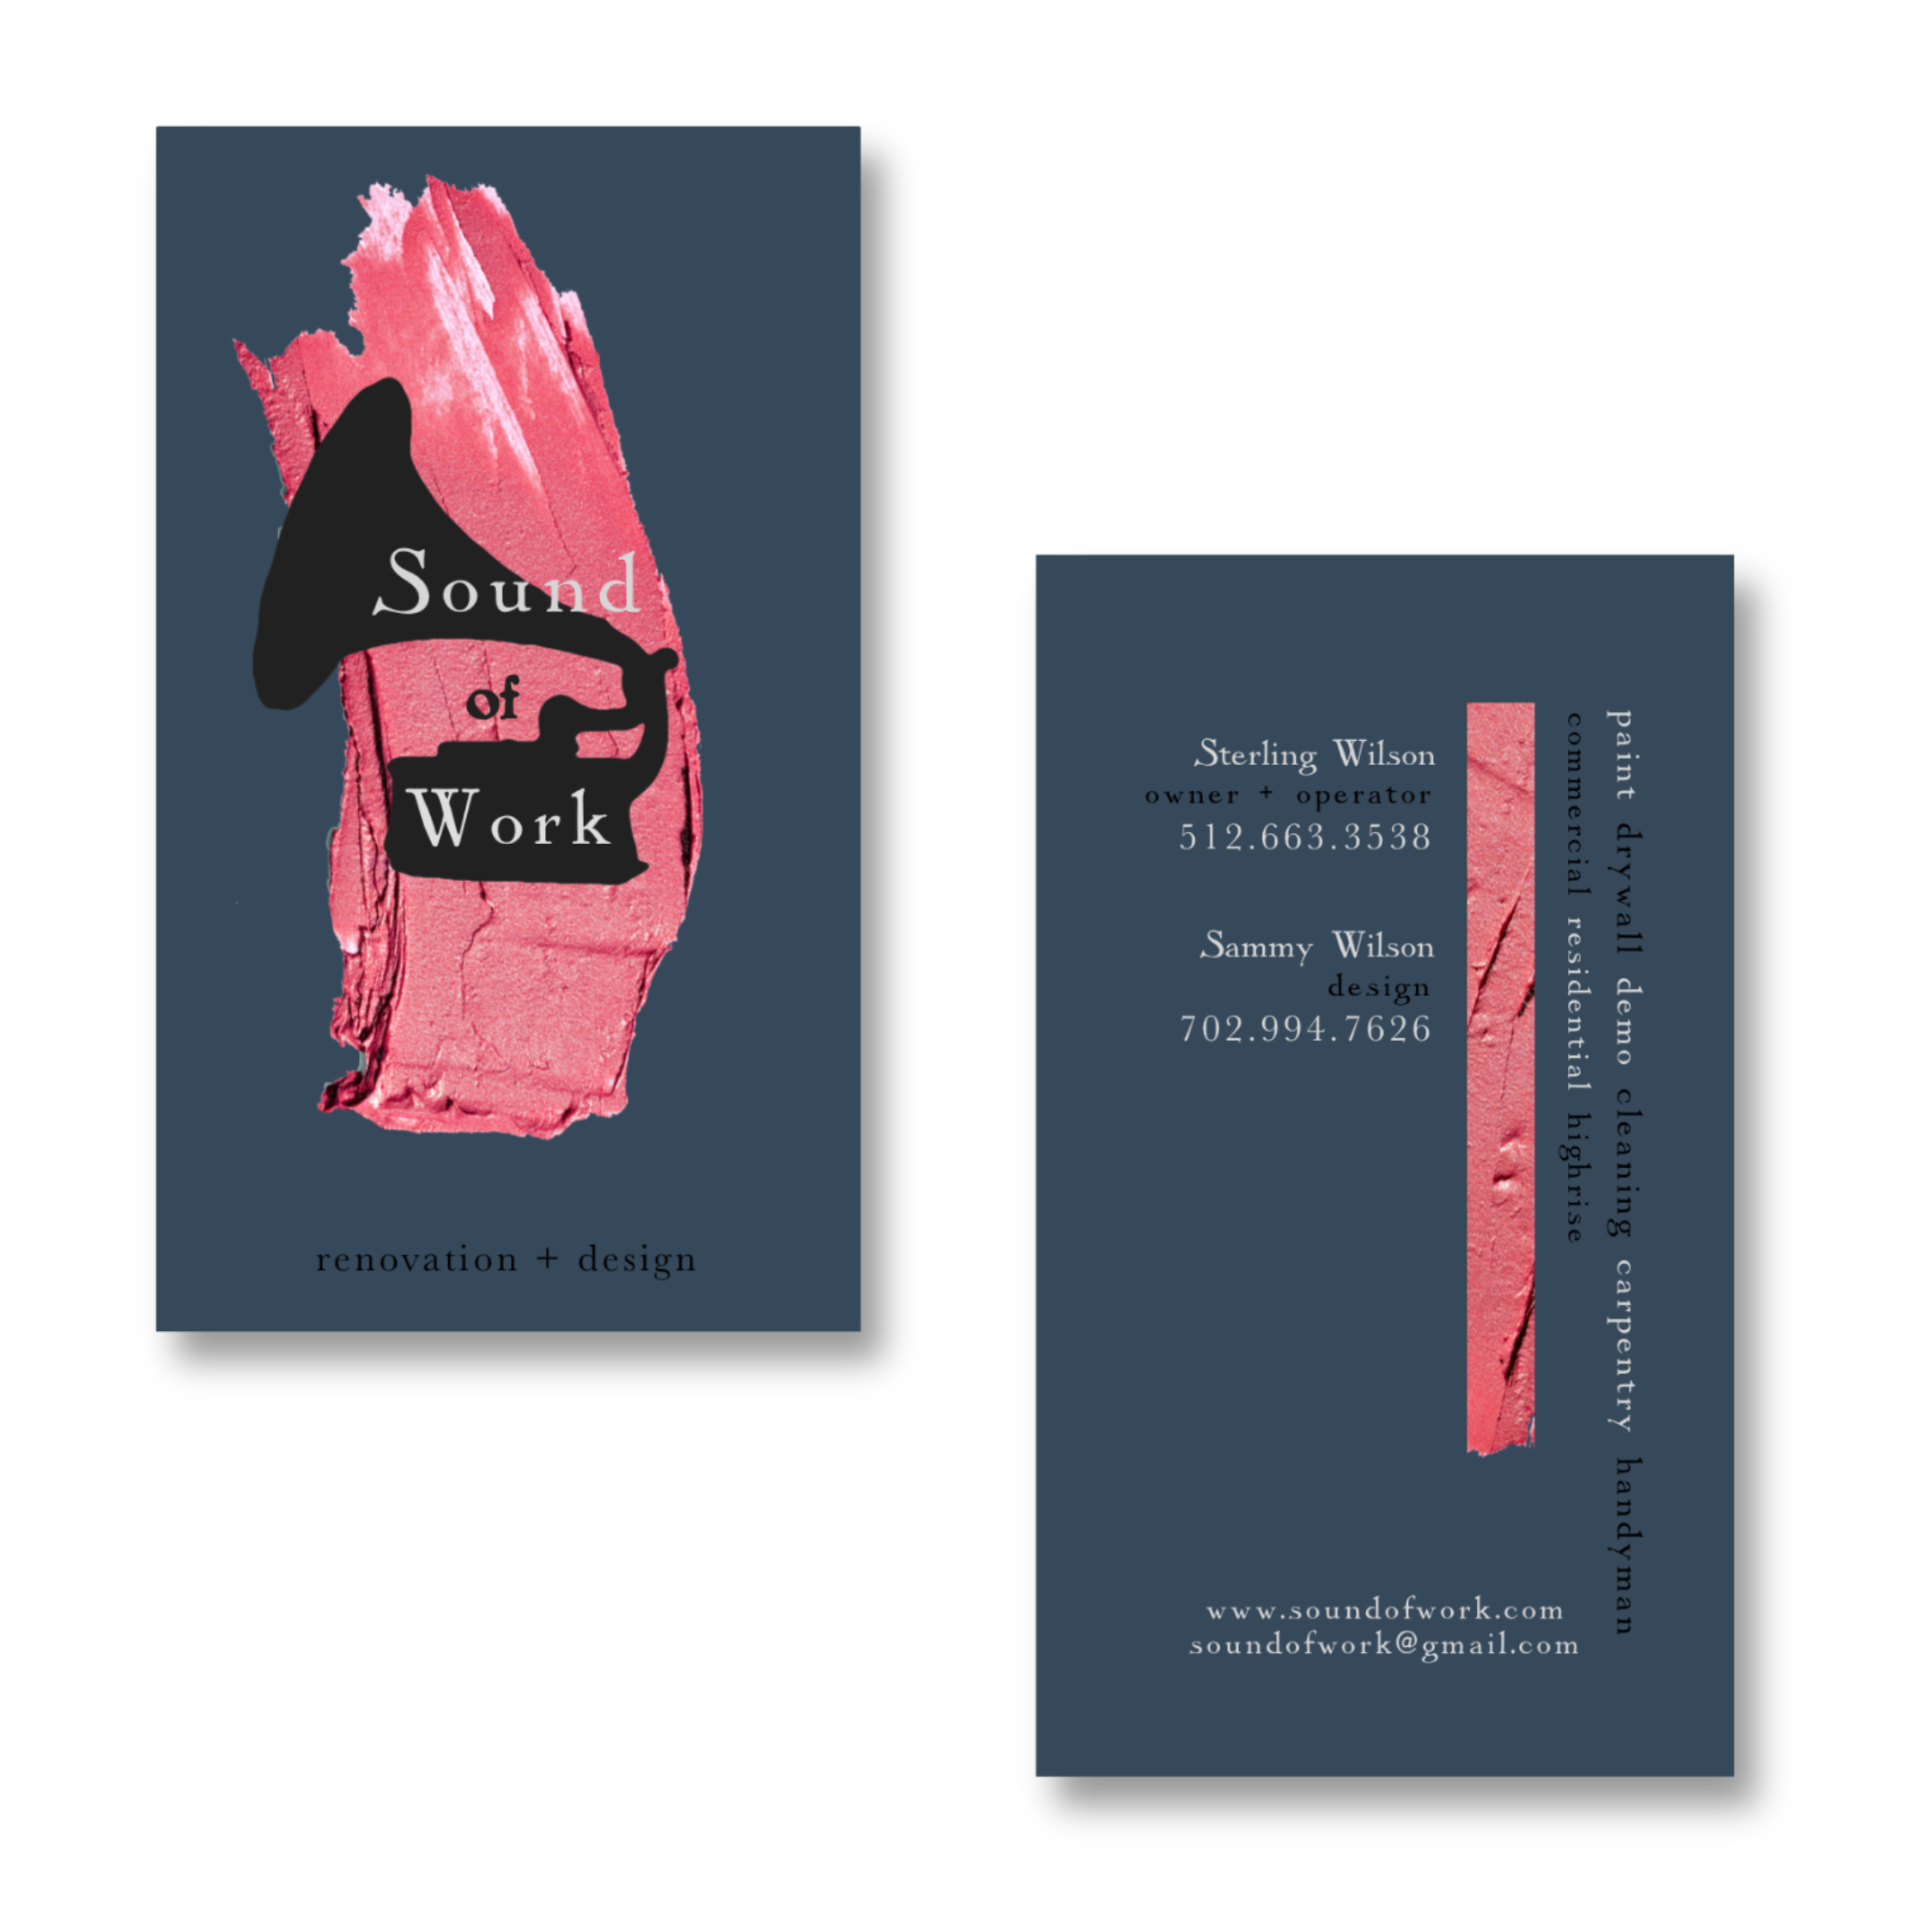 Sound
of
Work
renovation + design
Sterling Wilson
owner + operator
512.663.3538
Sammy Wilson
design
702.994.7626
paint drywall demo cleaning carpentry handyman
commercial residential highrise
www.soundofwork.com
soundofwork@gmail.com